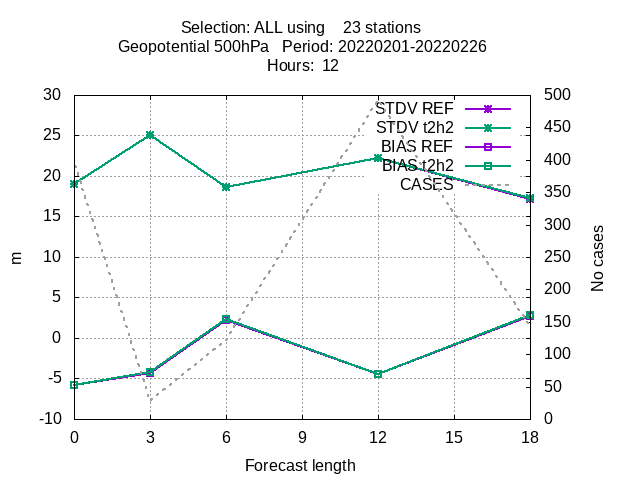 Selection: ALL using    23 stations
Geopotential 500hPa   Period: 20220201-20220226
Hours:  12
30
25
20
15
10
5
0
-5
-10
m
STDV REF
STDV t2h2
BIAS REF
BIAS t2h2
CASES
500
450
400
350
300
250
200
150
100
50
0
No cases
0 3 6 9 12 15 18
Forecast length